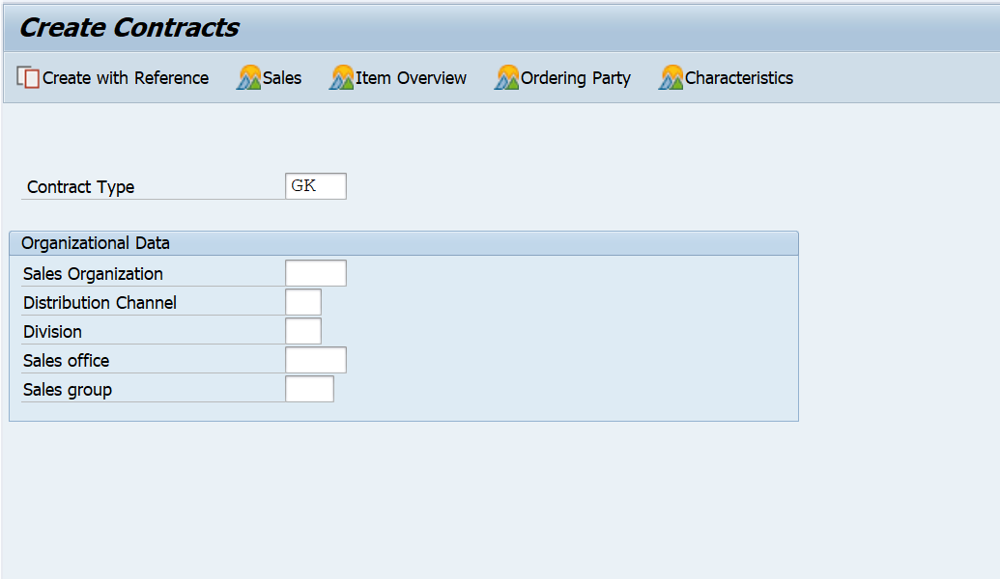 Create Contracts
Create with Reference Sales Item Overview Ordering Party Characteristics
Contract Type GK
Organizational Data
Sales Organization
Distribution Channel
Division
Sales office
Sales group